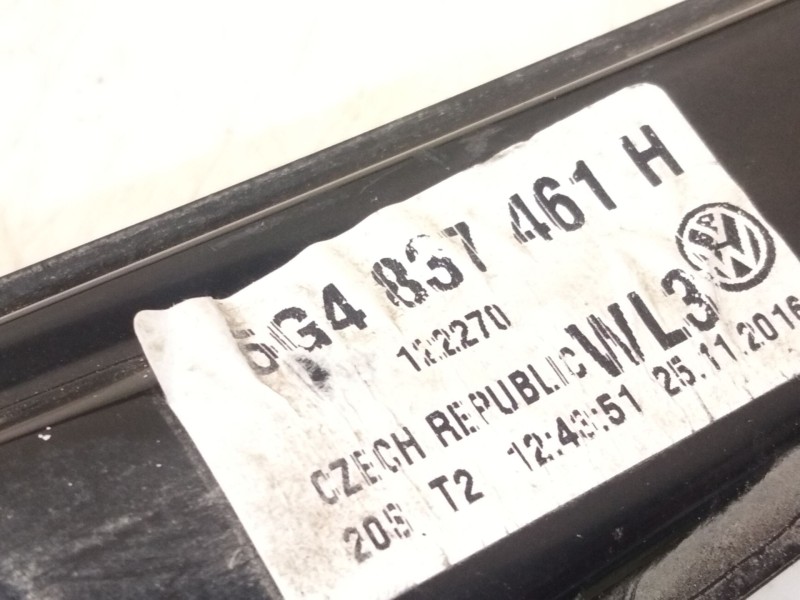 5G4 837 461 H
122270
CZECH REPUBLIC WL3
T2 12:43:51 25.11.2016